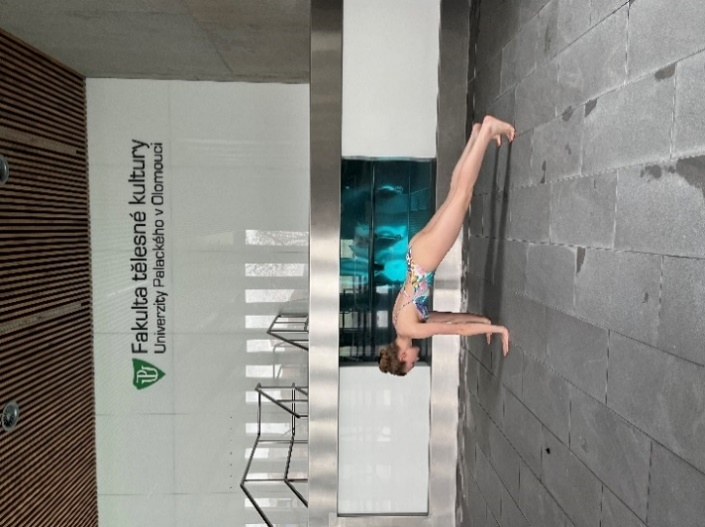 Fakulta tělesné kultury
Univerzity Palackého v Olomouci